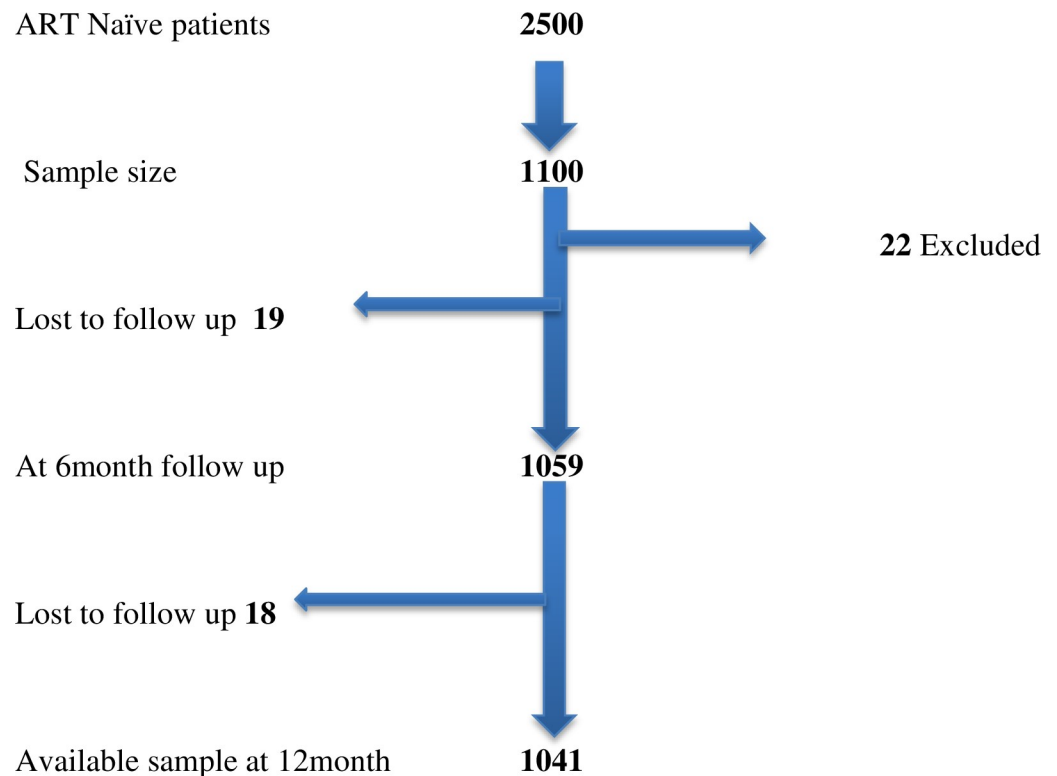 ART Naïve patients 2500
Sample size 1100
22 Excluded
Lost to follow up 19
At 6month follow up 1059
Lost to follow up 18
Available sample at 12month 1041